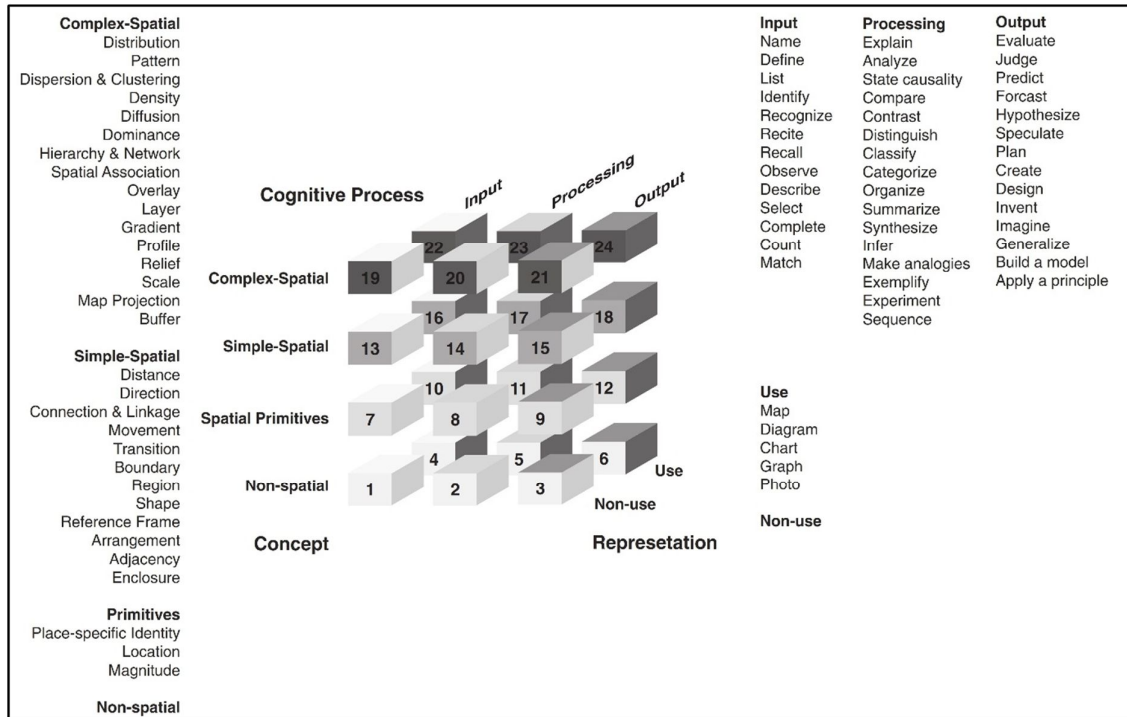 Complex-Spatial
Distribution
Pattern
Dispersion & Clustering
Density
Diffusion
Dominance
Hierarchy & Network
Spatial Association
Overlay
Layer
Gradient
Profile
Relief
Scale
Map Projection
Buffer
Simple-Spatial
Distance
Direction
Connection & Linkage
Movement
Transition
Boundary
Region
Shape
Reference Frame
Arrangement
Adjacency
Enclosure
Primitives
Place-specific Identity
Location
Magnitude
Non-spatial
Cognitive Process
Input
Processing
Output
22
23
24
Complex-Spatial
19
20
21
16
17
18
Simple-Spatial
13
14
15
10
11
12
Spatial Primitives
7
8
9
4
5
6
Use
Non-spatial
1
2
3
Non-use
Concept
Represetation
Input
Name
Define
List
Identify
Recognize
Recite
Recall
Observe
Describe
Select
Complete
Count
Match
Processing
Explain
Analyze
State causality
Compare
Contrast
Distinguish
Classify
Categorize
Organize
Summarize
Synthesize
Infer
Make analogies
Exemplify
Experiment
Sequence
Output
Evaluate
Judge
Predict
Forcast
Hypothesize
Speculate
Plan
Create
Design
Invent
Imagine
Generalize
Build a model
Apply a principle
Use
Map
Diagram
Chart
Graph
Photo
Non-use